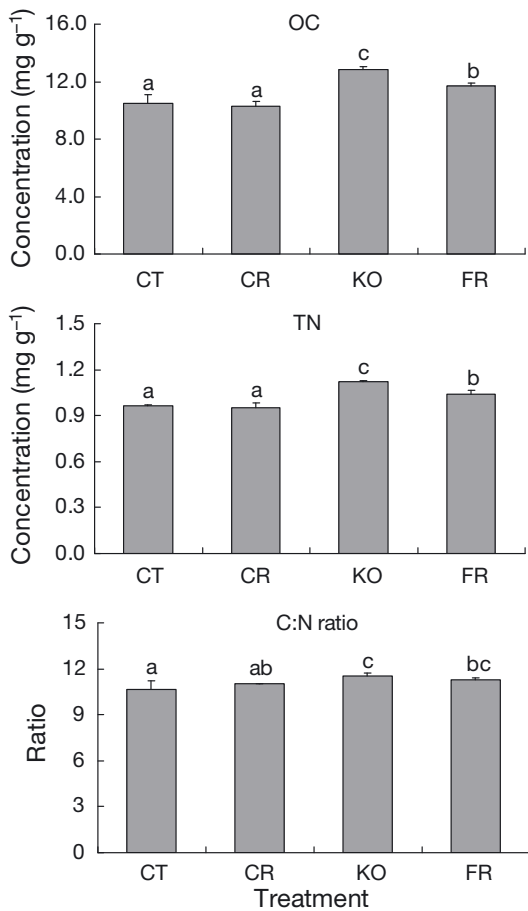 OC
Concentration (mg g⁻¹)
16.0
12.0
8.0
4.0
0.0
a
a
c
b
CT
CR
KO
FR
TN
Concentration (mg g⁻¹)
1.5
1.2
0.9
0.6
0.3
0.0
a
a
c
b
CT
CR
KO
FR
C:N ratio
Ratio
15
12
9
6
3
0
a
ab
c
bc
CT
CR
KO
FR
Treatment